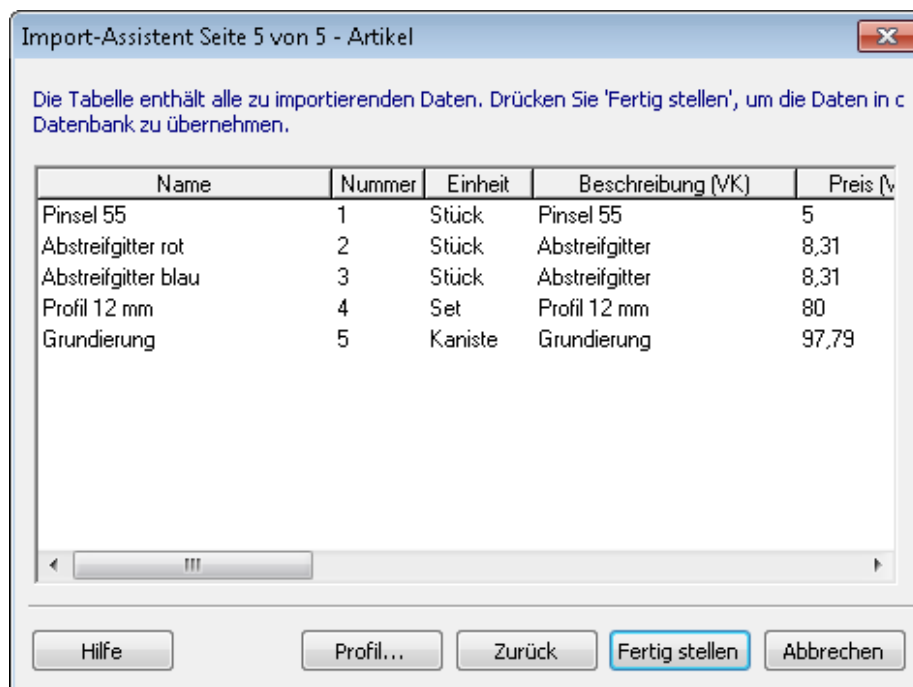 Import-Assistent Seite 5 von 5 - Artikel
Die Tabelle enthält alle zu importierenden Daten. Drücken Sie 'Fertig stellen', um die Daten in d
Datenbank zu übernehmen.
Name Nummer Einheit Beschreibung (VK) Preis (V
Pinsel 55 1 Stück Pinsel 55 5
Abstreifgitter rot 2 Stück Abstreifgitter 8,31
Abstreifgitter blau 3 Stück Abstreifgitter 8,31
Profil 12 mm 4 Set Profil 12 mm 80
Grundierung 5 Kaniste Grundierung 97,79
Hilfe Profil... Zurück Fertig stellen Abbrechen